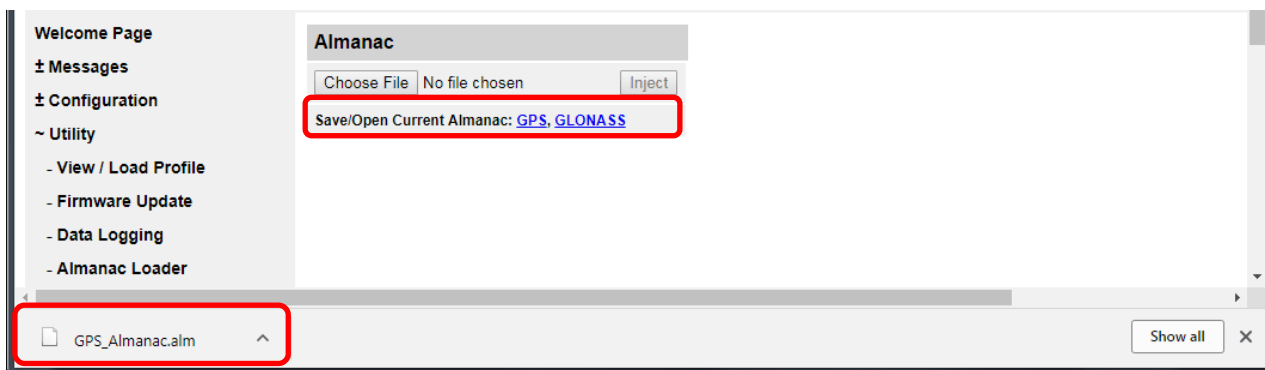 Welcome Page
± Messages
± Configuration
~ Utility
- View / Load Profile
- Firmware Update
- Data Logging
- Almanac Loader
Almanac
Choose File No file chosen Inject
Save/Open Current Almanac: GPS, GLONASS
GPS_Almanac.alm
Show all